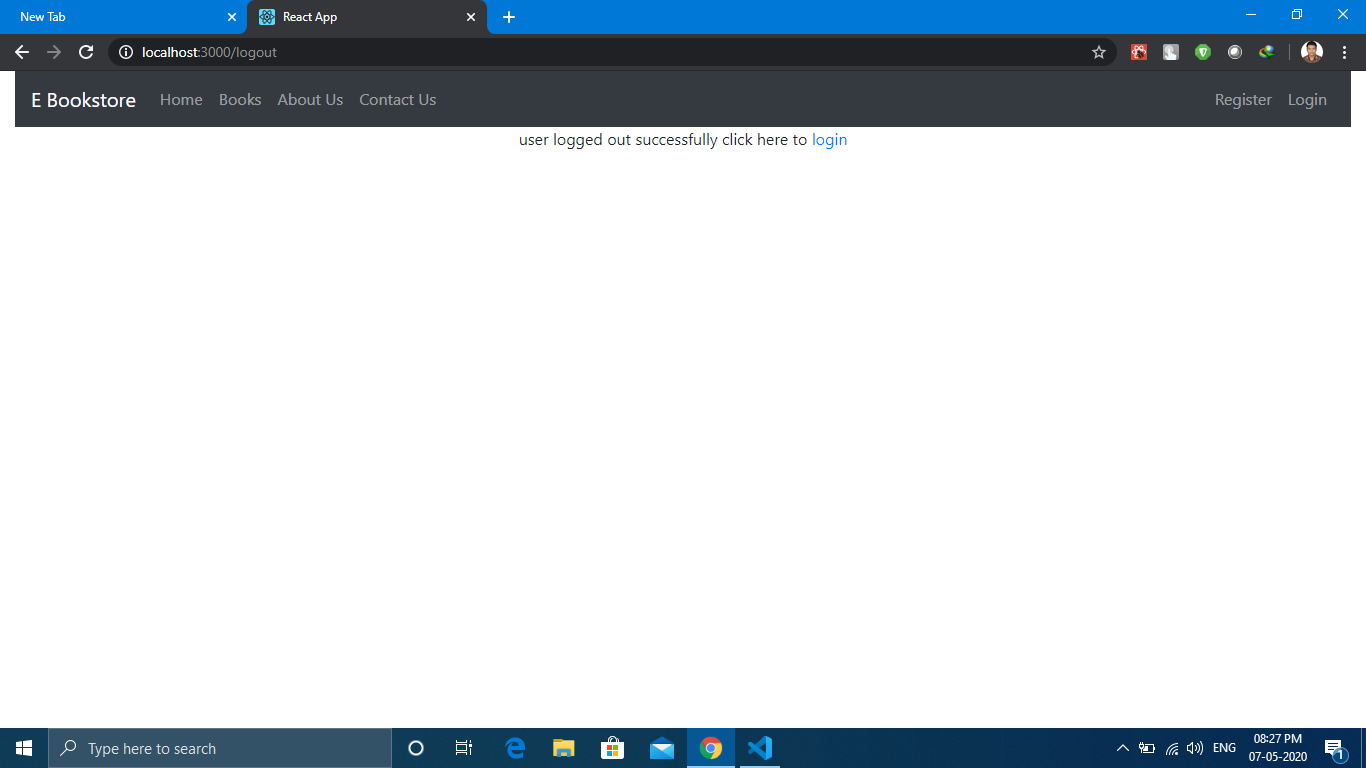 New Tab
React App
localhost:3000/logout
E Bookstore Home Books About Us Contact Us Register Login
user logged out successfully click here to login
Type here to search
ENG
08:27 PM
07-05-2020
1